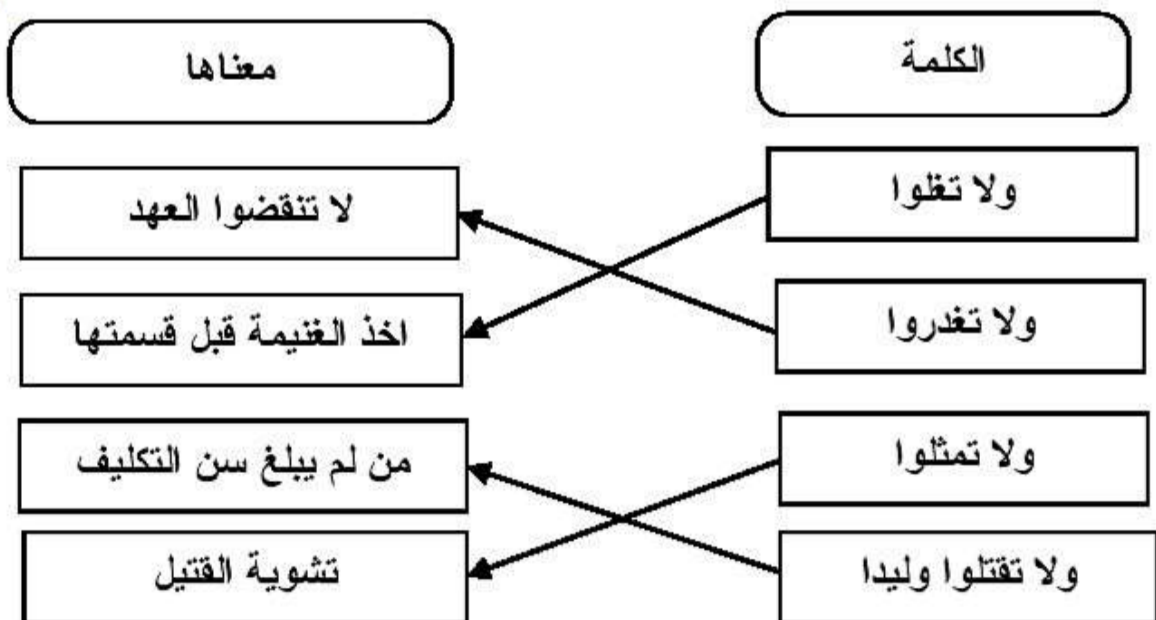 الكلمة
معناها
ولا تغلوا
لا تنقضوا العهد
ولا تغدروا
اخذ الغنيمة قبل قسمتها
ولا تمثلوا
من لم يبلغ سن التكليف
ولا تقتلوا وليدا
تشوية القتيل